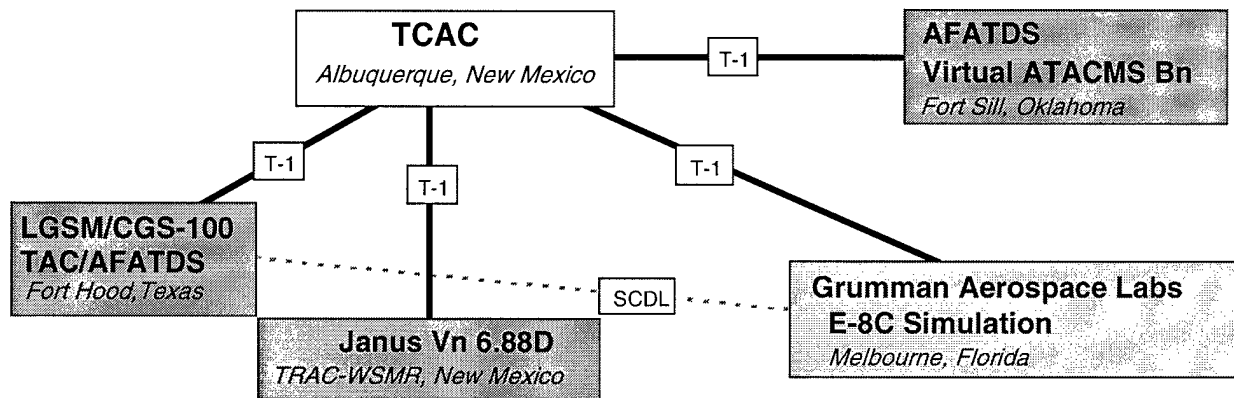 TCAC
Albuquerque, New Mexico
T-1
AFATDS
Virtual ATACMS Bn
Fort Sill, Oklahoma
T-1
T-1
T-1
LGSM/CGS-100
TAC/AFATDS
Fort Hood, Texas
SCDL
Grumman Aerospace Labs
E-8C Simulation
Melbourne, Florida
Janus Vn 6.88D
TRAC-WSMR, New Mexico